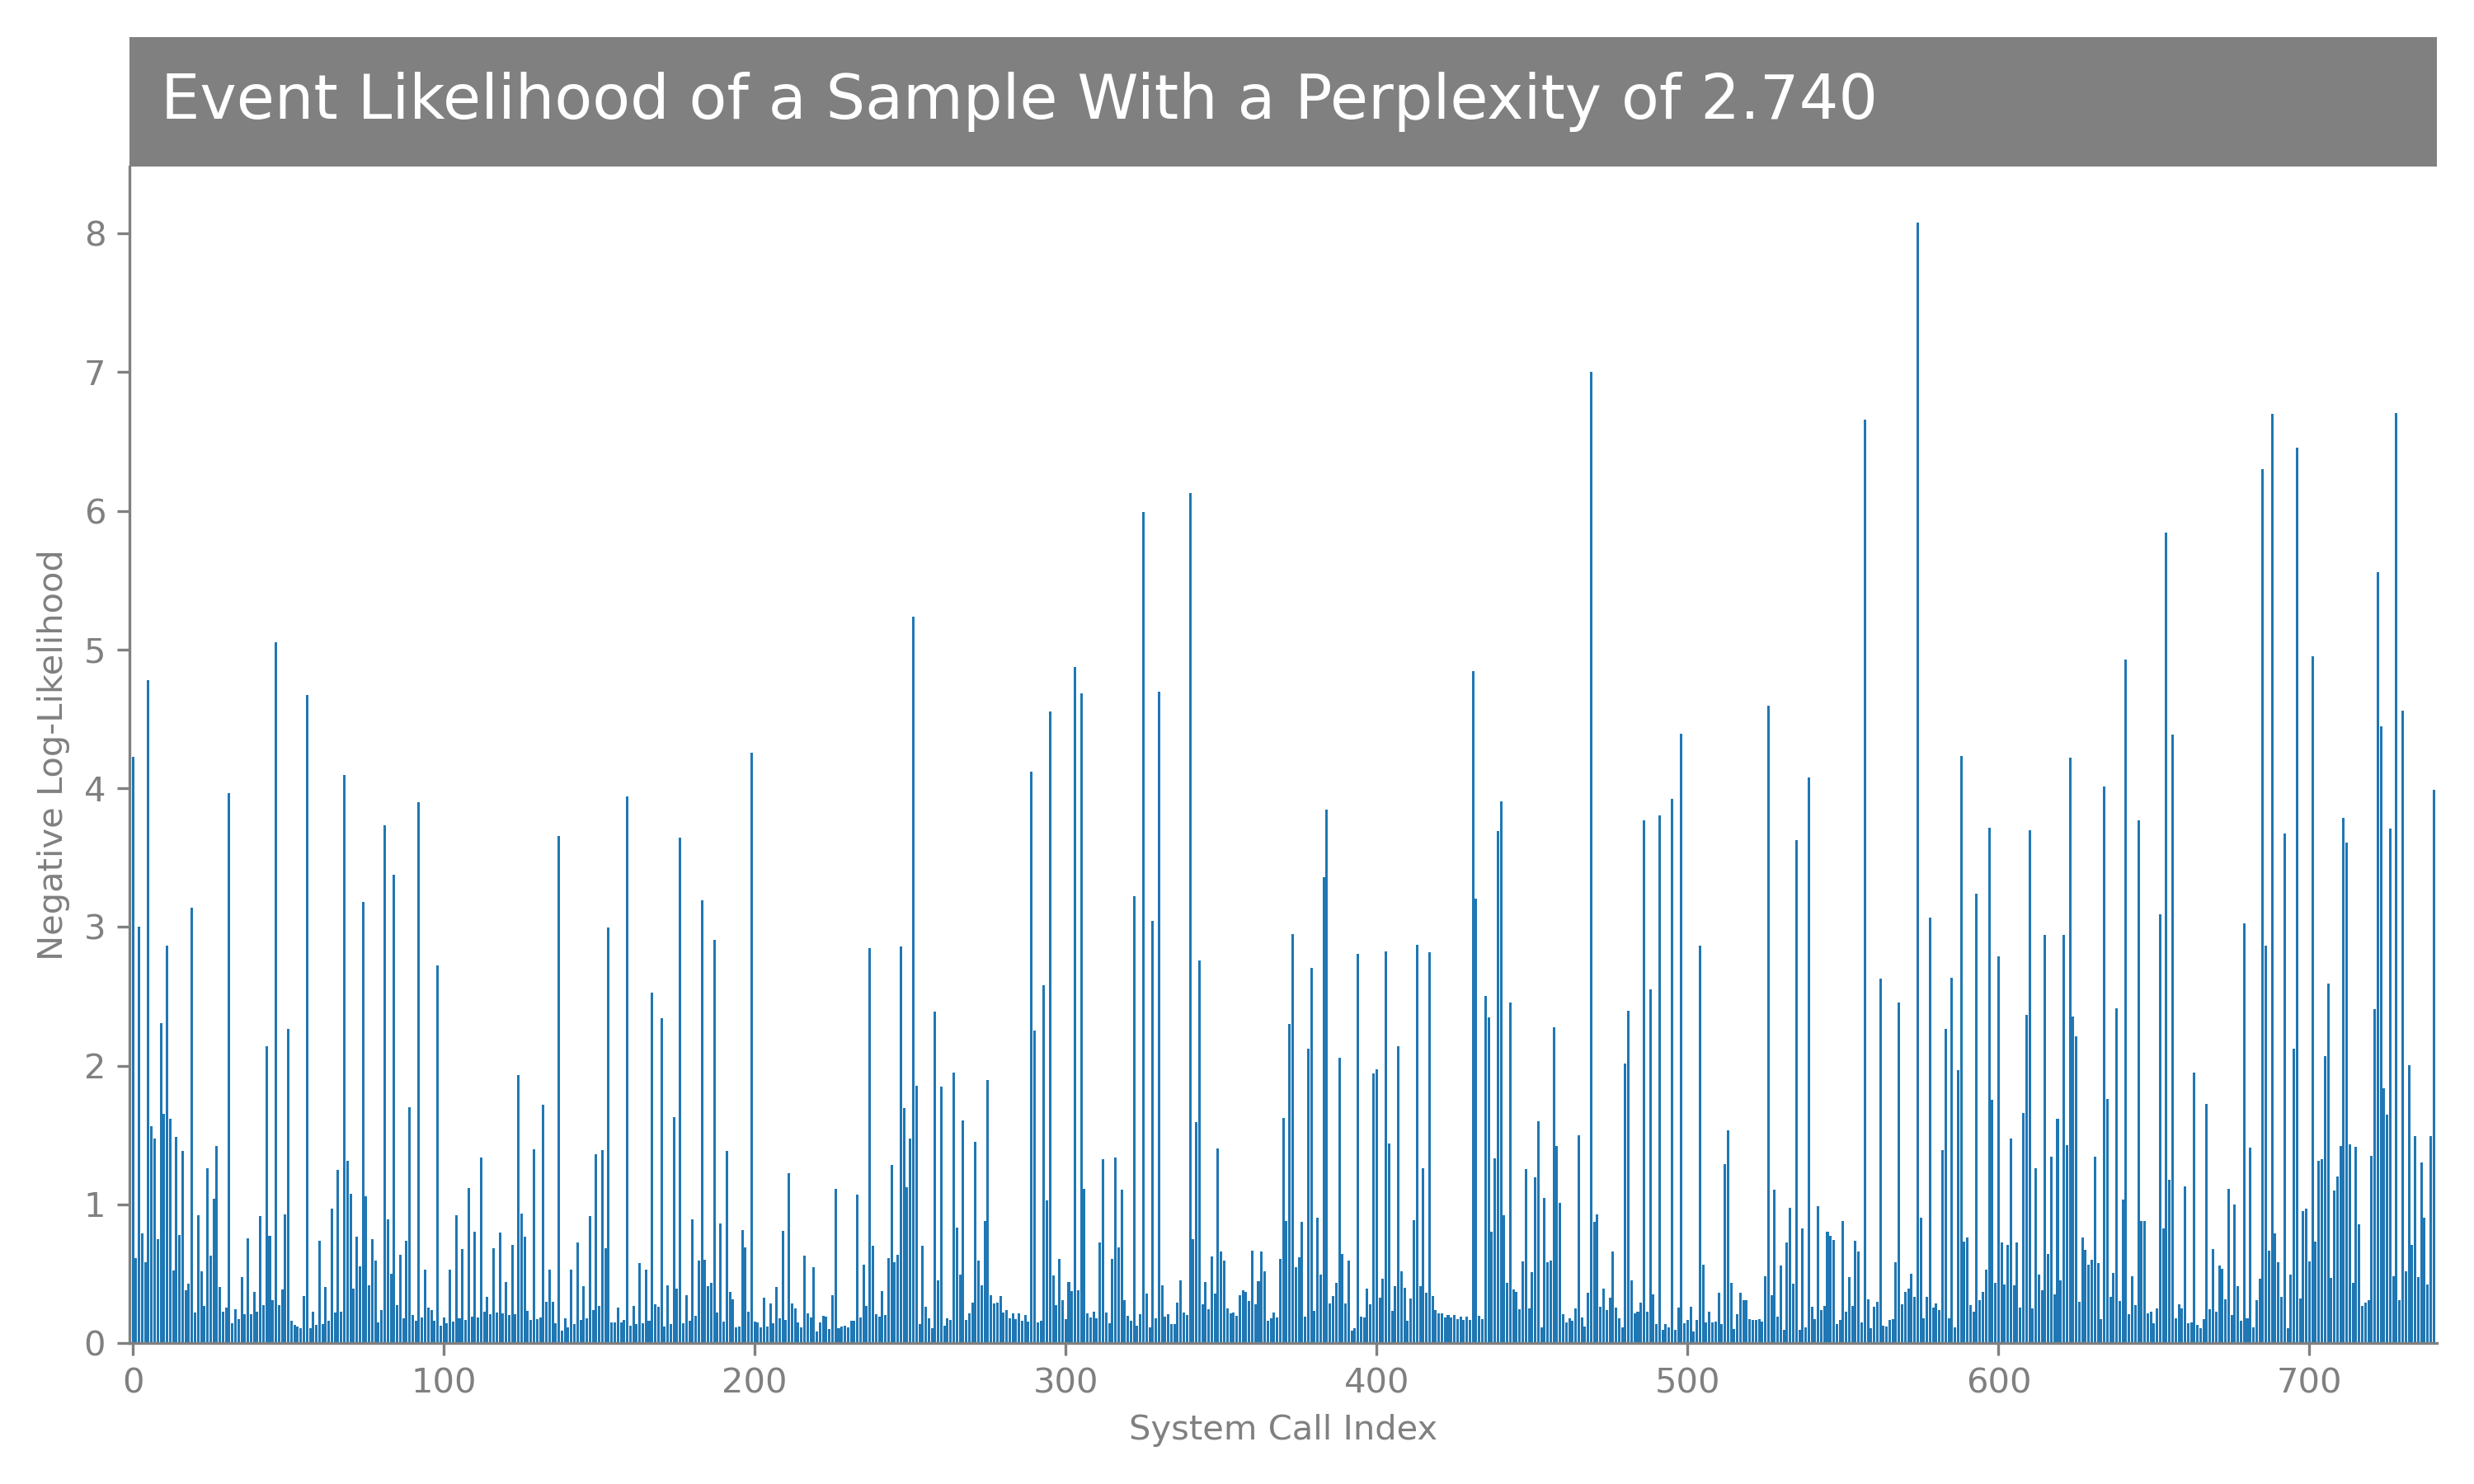 Event Likelihood of a Sample With a Perplexity of 2.740
8
7
6
5
4
3
2
1
0
Negative Log-Likelihood
0 100 200 300 400 500 600 700
System Call Index